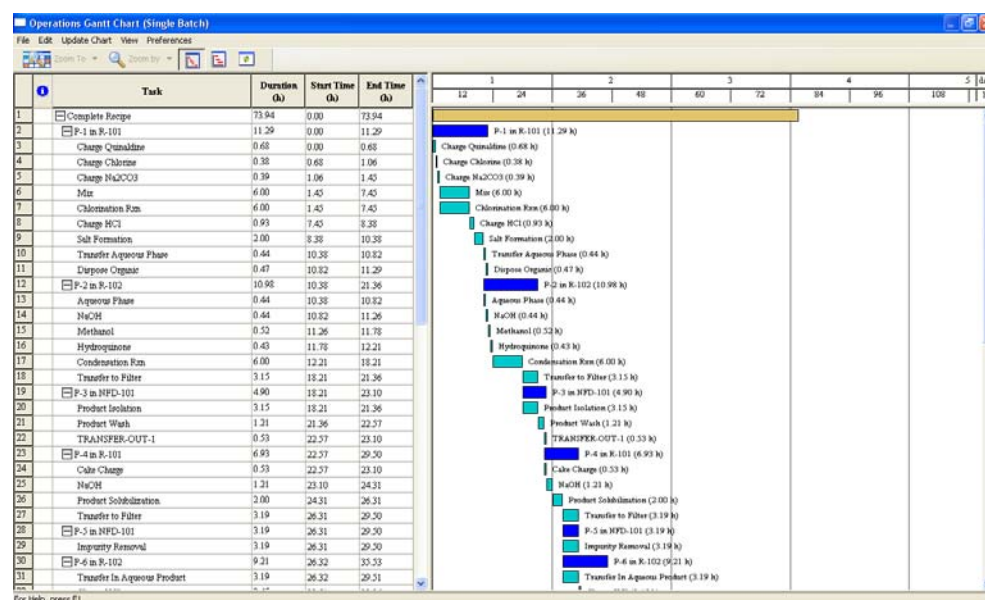 Operations Gantt Chart (Single Batch)
File Edit Update Chart View Preferences
Zoom To Zoom by
Task Duration (h) Start Time (h) End Time (h)
1 2 3 4 5
12 24 36 48 60 72 84 96 108
1 Complete Recipe 73.94 0.00 73.94
2 P-1 in R-101 11.29 0.00 11.29 P-1 in R-101 (11.29 h)
3 Charge Quinaldine 0.68 0.00 0.68 Charge Quinaldine (0.68 h)
4 Charge Chlorine 0.38 0.68 1.06 Charge Chlorine (0.38 h)
5 Charge Na2CO3 0.39 1.06 1.45 Charge Na2CO3 (0.39 h)
6 Mix 6.00 1.45 7.45 Mix (6.00 h)
7 Chlorination Rxn 6.00 1.45 7.45 Chlorination Rxn (6.00 h)
8 Charge HCl 0.93 7.45 8.38 Charge HCl (0.93 h)
9 Salt Formation 2.00 8.38 10.38 Salt Formation (2.00 h)
10 Transfer Aqueous Phase 0.44 10.38 10.82 Transfer Aqueous Phase (0.44 h)
11 Dispose Organic 0.47 10.82 11.29 Dispose Organic (0.47 h)
12 P-2 in R-102 10.98 10.38 21.36 P-2 in R-102 (10.98 h)
13 Aqueous Phase 0.44 10.38 10.82 Aqueous Phase (0.44 h)
14 NaOH 0.44 10.82 11.26 NaOH (0.44 h)
15 Methanol 0.52 11.26 11.78 Methanol (0.52 h)
16 Hydroquinone 0.43 11.78 12.21 Hydroquinone (0.43 h)
17 Condensation Rxn 6.00 12.21 18.21 Condensation Rxn (6.00 h)
18 Transfer to Filter 3.15 18.21 21.36 Transfer to Filter (3.15 h)
19 P-3 in NFD-101 4.90 18.21 23.10 P-3 in NFD-101 (4.90 h)
20 Product Isolation 3.15 18.21 21.36 Product Isolation (3.15 h)
21 Product Wash 1.21 21.36 22.57 Product Wash (1.21 h)
22 TRANSFER-OUT-1 0.53 22.57 23.10 TRANSFER-OUT-1 (0.53 h)
23 P-4 in R-101 6.93 22.57 29.50 P-4 in R-101 (6.93 h)
24 Cake Charge 0.53 22.57 23.10 Cake Charge (0.53 h)
25 NaOH 1.21 23.10 24.31 NaOH (1.21 h)
26 Product Solubilization 2.00 24.31 26.31 Product Solubilization (2.00 h)
27 Transfer to Filter 3.19 26.31 29.50 Transfer to Filter (3.19 h)
28 P-5 in NFD-101 3.19 26.31 29.50 P-5 in NFD-101 (3.19 h)
29 Impurity Removal 3.19 26.31 29.50 Impurity Removal (3.19 h)
30 P-6 in R-102 9.21 26.32 35.53 P-6 in R-102 (9.21 h)
31 Transfer In Aqueous Product 3.19 26.32 29.51 Transfer In Aqueous Product (3.19 h)
For Help, press F1